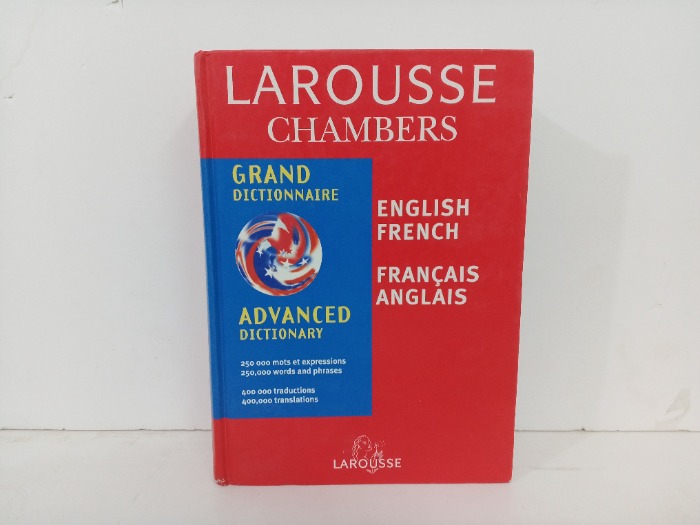 LAROUSSE
CHAMBERS
GRAND
DICTIONNAIRE
ADVANCED
DICTIONARY
250 000 mots et expressions
250,000 words and phrases
400 000 traductions
400,000 translations
ENGLISH
FRENCH
FRANÇAIS
ANGLAIS
LAROUSSE